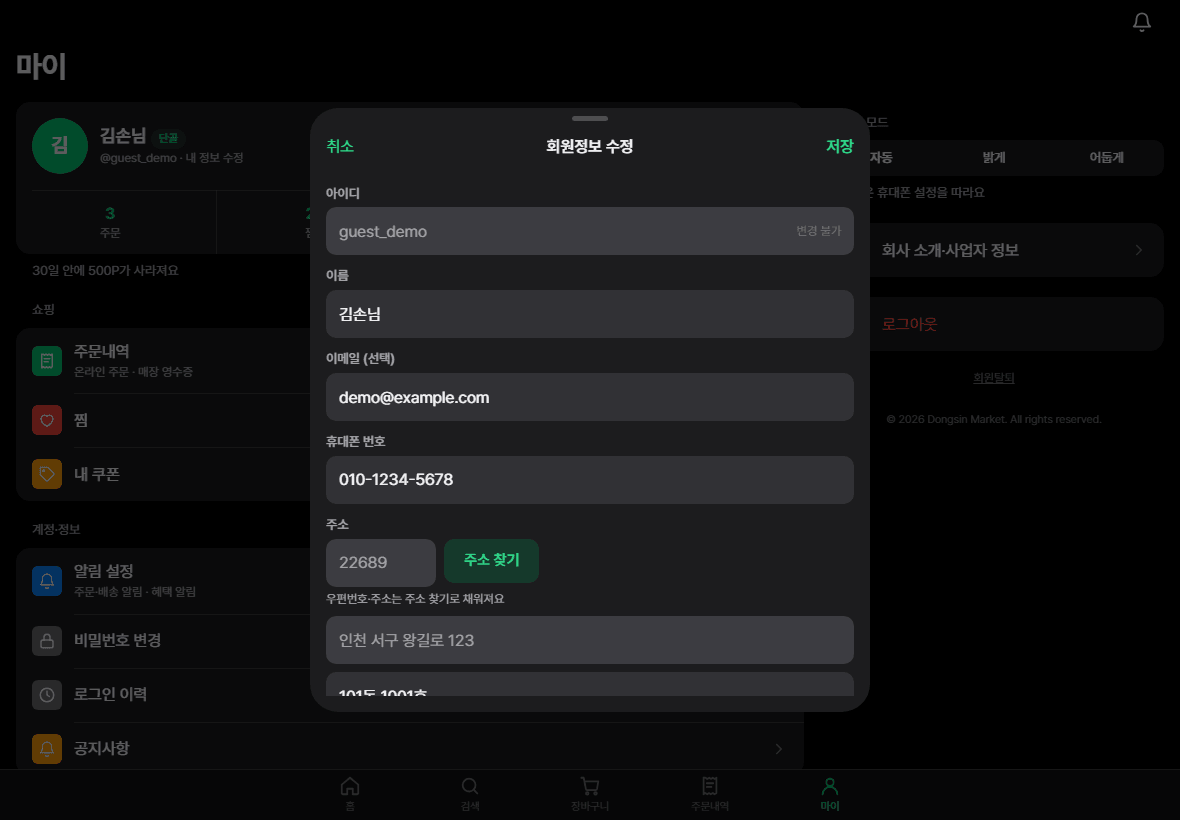 마이
김
김손님
단골
@guest_demo · 내 정보 수정
3
주문
30일 안에 500P가 사라져요
쇼핑
주문내역
온라인 주문 · 매장 영수증
찜
내 쿠폰
계정·정보
알림 설정
주문·배송 알림 · 혜택 알림
비밀번호 변경
로그인 이력
공지사항
취소
회원정보 수정
저장
아이디
guest_demo
변경 불가
이름
김손님
이메일 (선택)
demo@example.com
휴대폰 번호
010-1234-5678
주소
22689
주소 찾기
우편번호·주소는 주소 찾기로 채워져요
인천 서구 왕길로 123
101동 1001호
모드
자동
밝게
어둡게
휴대폰 설정을 따라요
회사 소개·사업자 정보
로그아웃
회원탈퇴
© 2026 Dongsin Market. All rights reserved.
홈
검색
장바구니
주문내역
마이